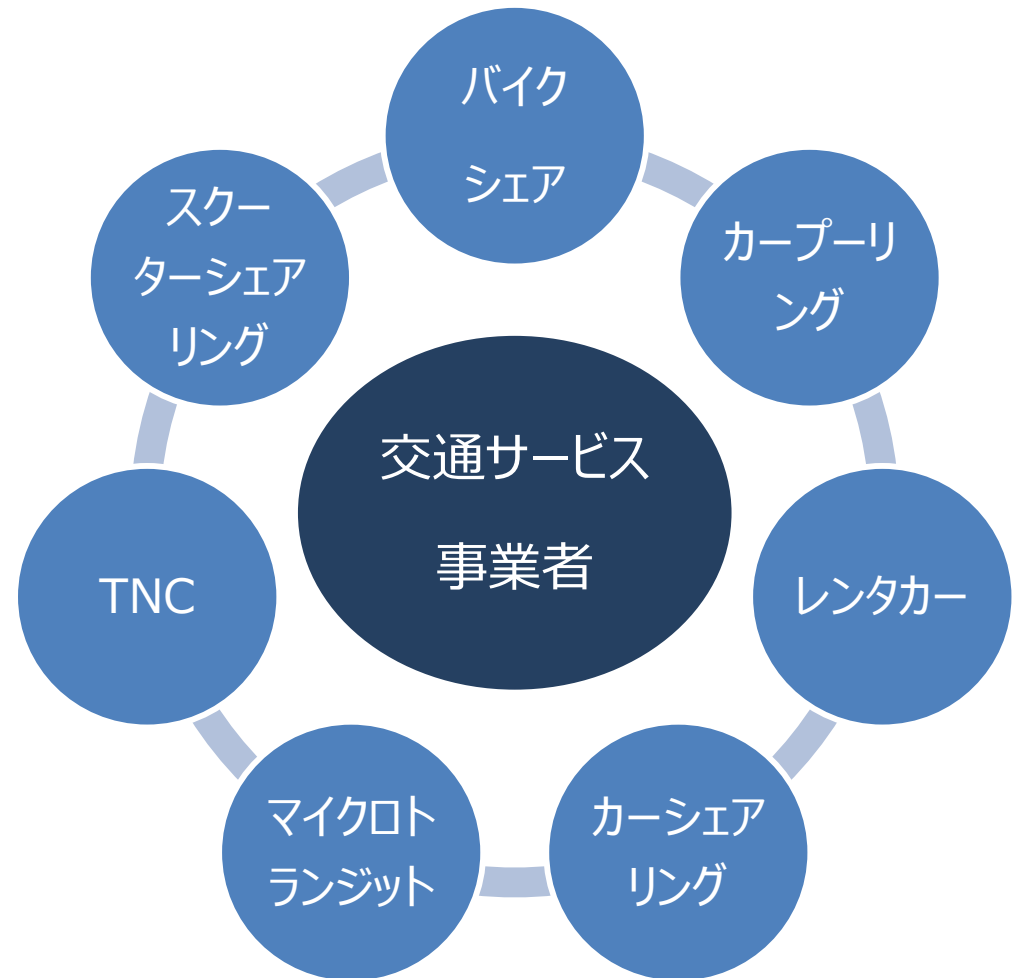 バイク
シェア
スクー
ターシェア
リング
カープーリ
ング
交通サービス
事業者
TNC
レンタカー
マイクロト
ランジット
カーシェア
リング